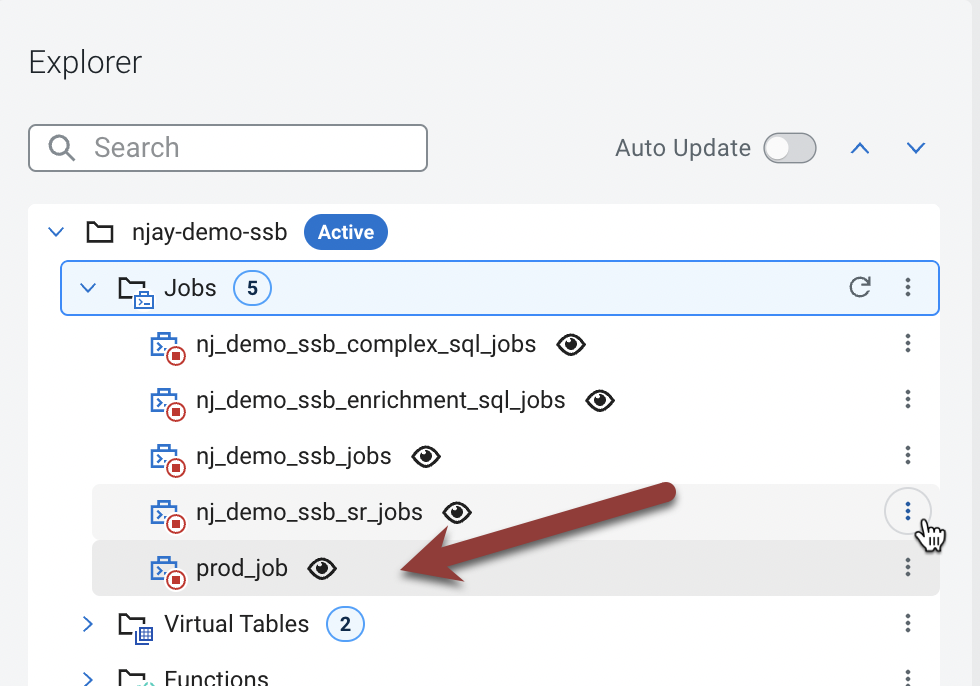 Explorer
Search
Auto Update
njay-demo-ssb Active
Jobs 5
nj_demo_ssb_complex_sql_jobs
nj_demo_ssb_enrichment_sql_jobs
nj_demo_ssb_jobs
nj_demo_ssb_sr_jobs
prod_job
Virtual Tables 2
Functions